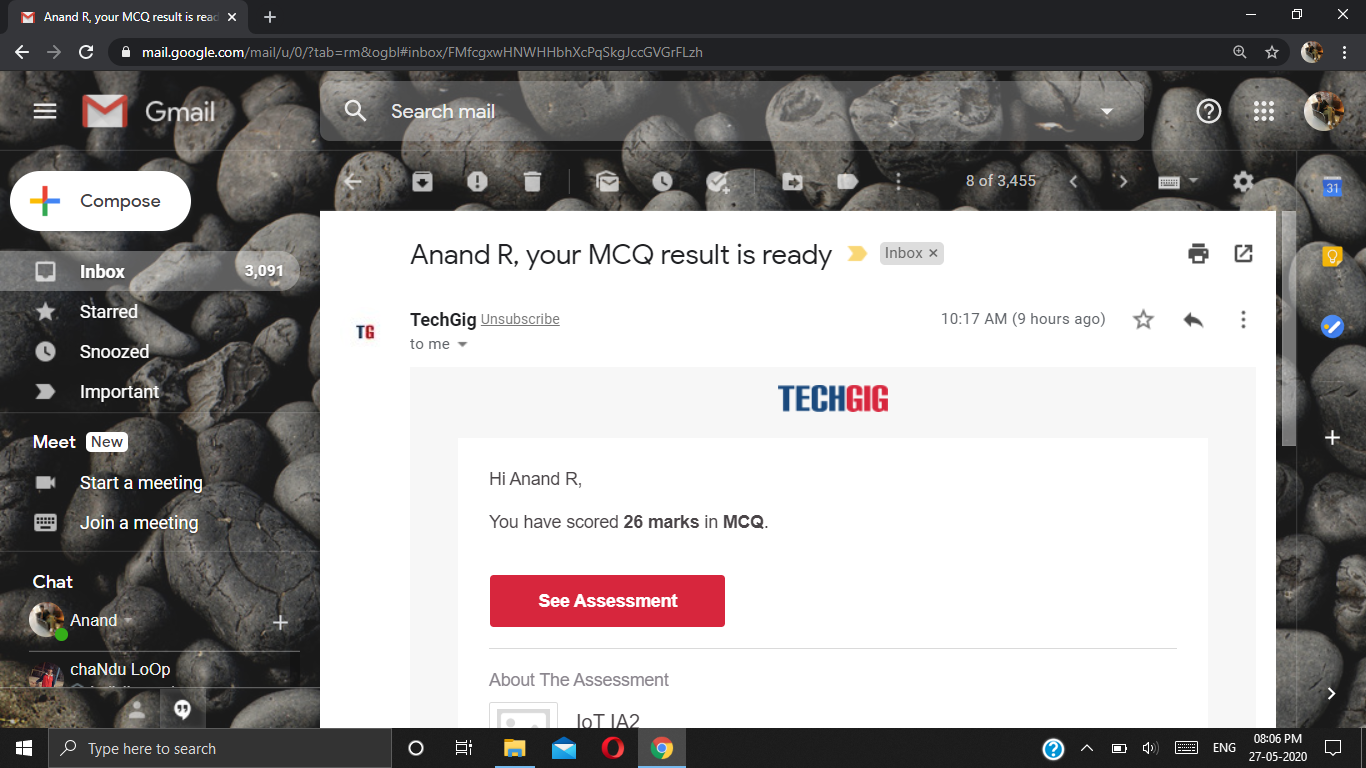 Anand R, your MCQ result is read
mail.google.com/mail/u/0/?tab=rm&ogbl#inbox/FMfcgxwHNWHHbhXcPqSkgJccGVGrFLzh
Gmail
Search mail
Compose
8 of 3,455
31
Inbox 3,091
Starred
Snoozed
Important
Meet New
Start a meeting
Join a meeting
Chat
Anand
chaNdu LoOp
Anand R, your MCQ result is ready
Inbox
TG
TechGig Unsubscribe
10:17 AM (9 hours ago)
to me
TECHGIG
Hi Anand R,
You have scored 26 marks in MCQ.
See Assessment
About The Assessment
IoT IA2
Type here to search
ENG
08:06 PM
27-05-2020